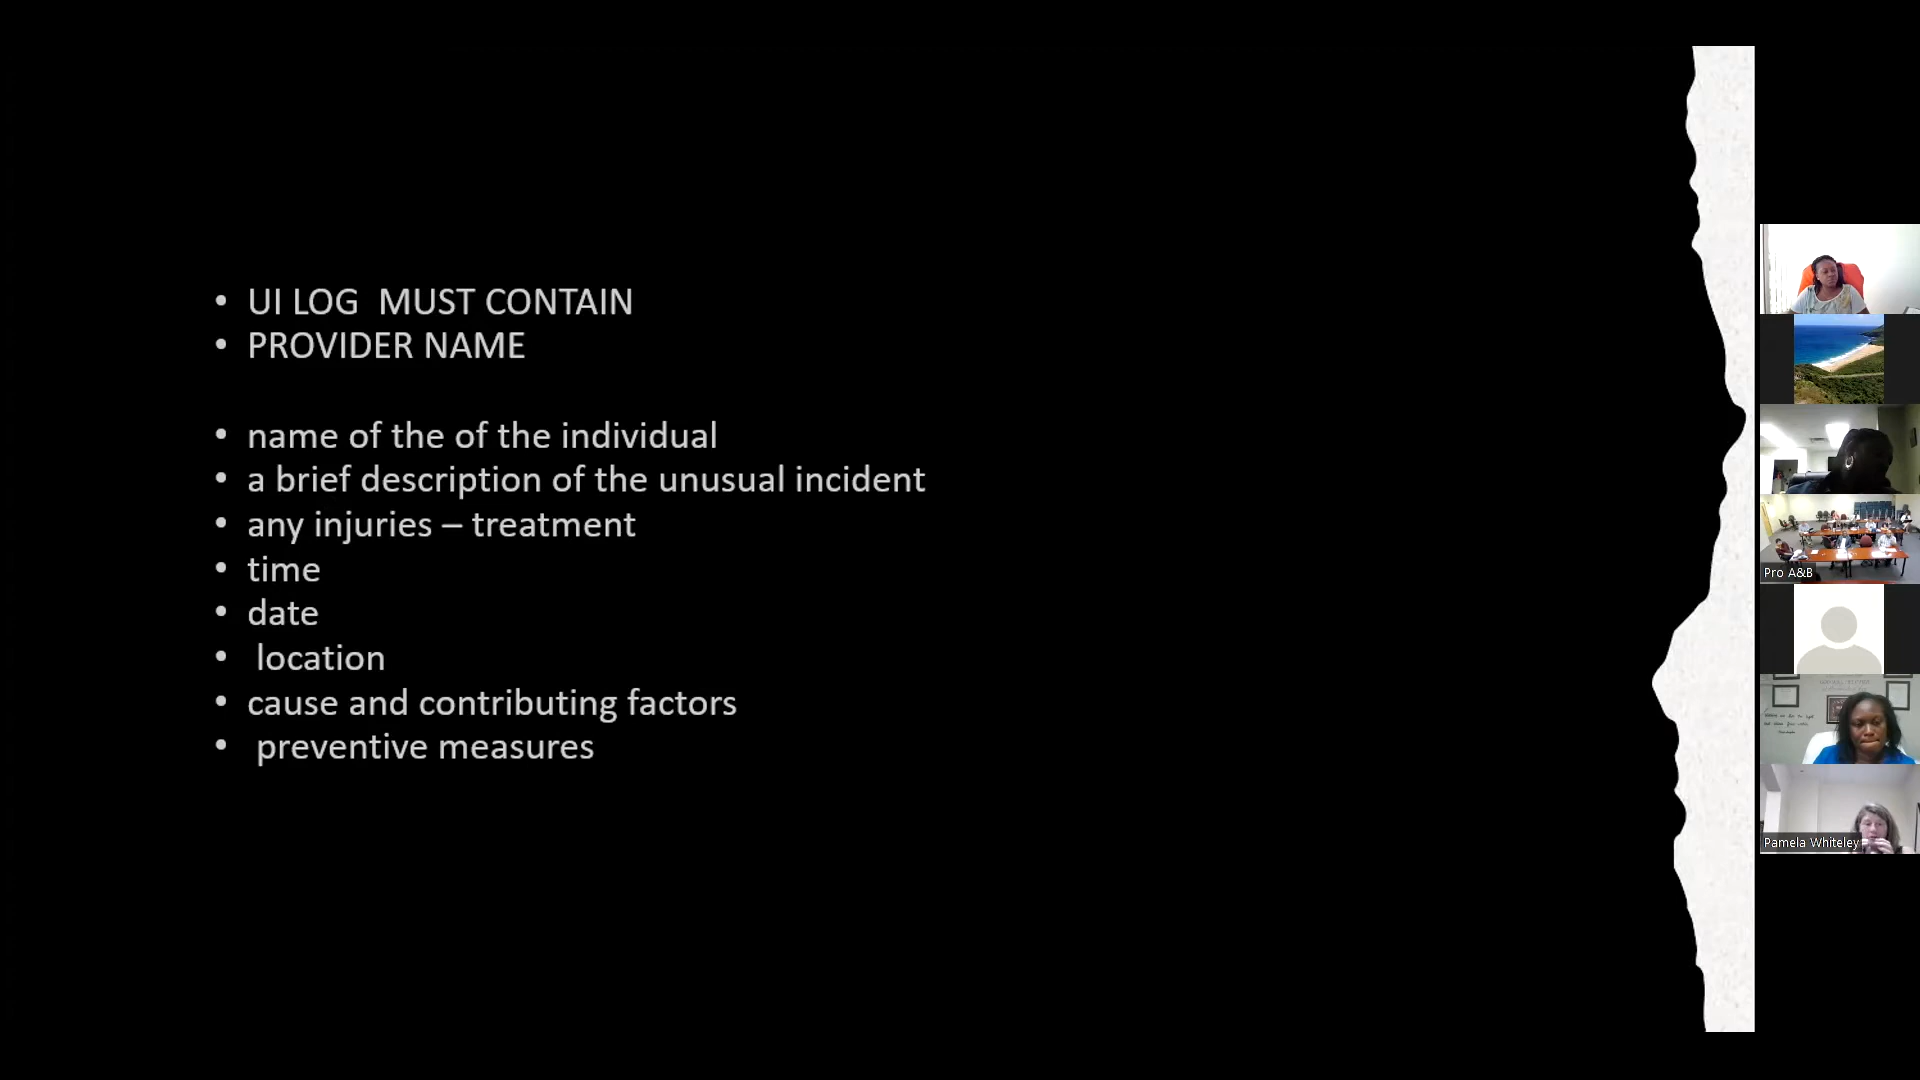 • UI LOG  MUST CONTAIN
• PROVIDER NAME
• name of the of the individual
• a brief description of the unusual incident
• any injuries – treatment
• time
• date
• location
• cause and contributing factors
• preventive measures
Pro A&B
Pamela Whiteley